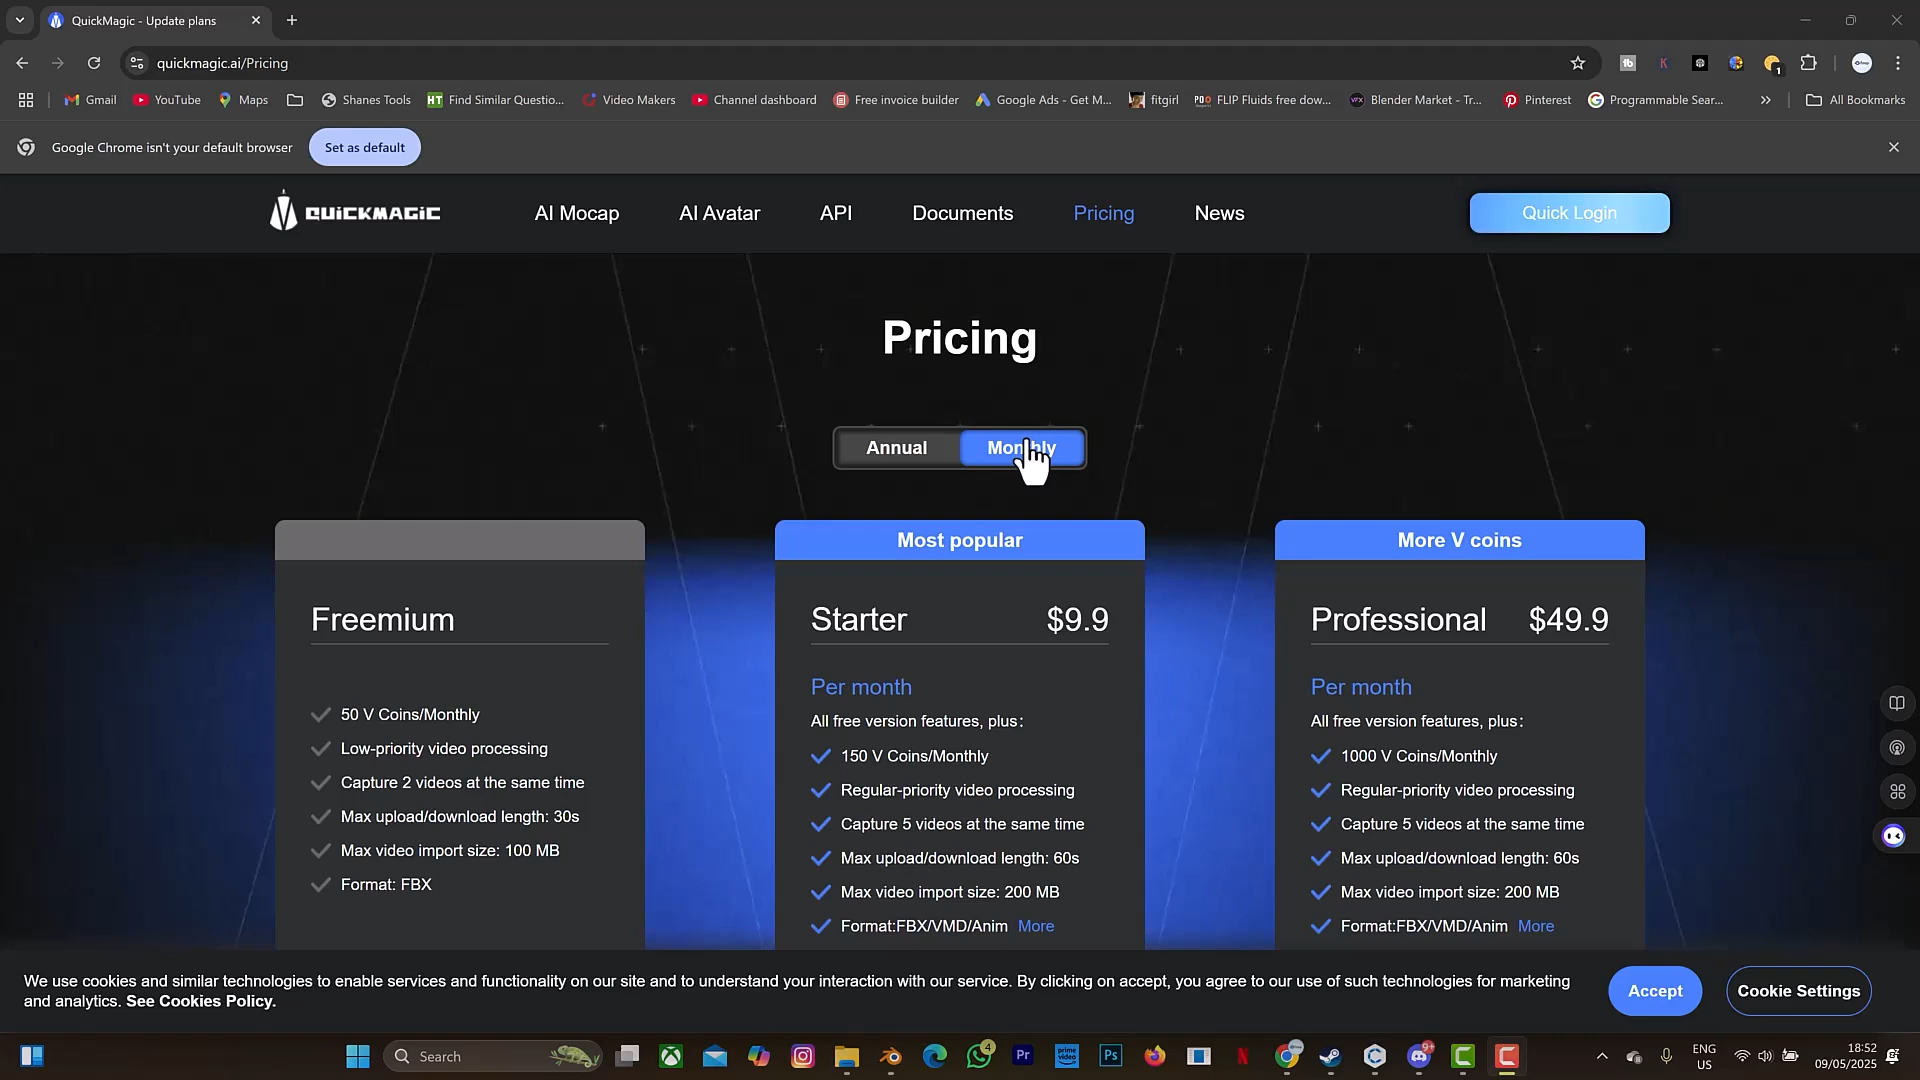 QuickMagic - Update plans
quickmagic.ai/Pricing
Gmail YouTube Maps Shanes Tools Find Similar Questio... Video Makers Channel dashboard Free invoice builder Google Ads - Get M... fitgirl FLIP Fluids free dow... Blender Market - Tr... Pinterest Programmable Sear... All Bookmarks
Google Chrome isn't your default browser Set as default
QUICKMAGIC AI Mocap AI Avatar API Documents Pricing News Quick Login
Pricing
Annual Monthly
Most popular
More V coins
Freemium
50 V Coins/Monthly
Low-priority video processing
Capture 2 videos at the same time
Max upload/download length: 30s
Max video import size: 100 MB
Format: FBX
Starter $9.9
Per month
All free version features, plus:
150 V Coins/Monthly
Regular-priority video processing
Capture 5 videos at the same time
Max upload/download length: 60s
Max video import size: 200 MB
Format:FBX/VMD/Anim More
Professional $49.9
Per month
All free version features, plus:
1000 V Coins/Monthly
Regular-priority video processing
Capture 5 videos at the same time
Max upload/download length: 60s
Max video import size: 200 MB
Format:FBX/VMD/Anim More
We use cookies and similar technologies to enable services and functionality on our site and to understand your interaction with our service. By clicking on accept, you agree to our use of such technologies for marketing
and analytics. See Cookies Policy.
Accept
Cookie Settings
Search
ENG
US
18:52
09/05/2025